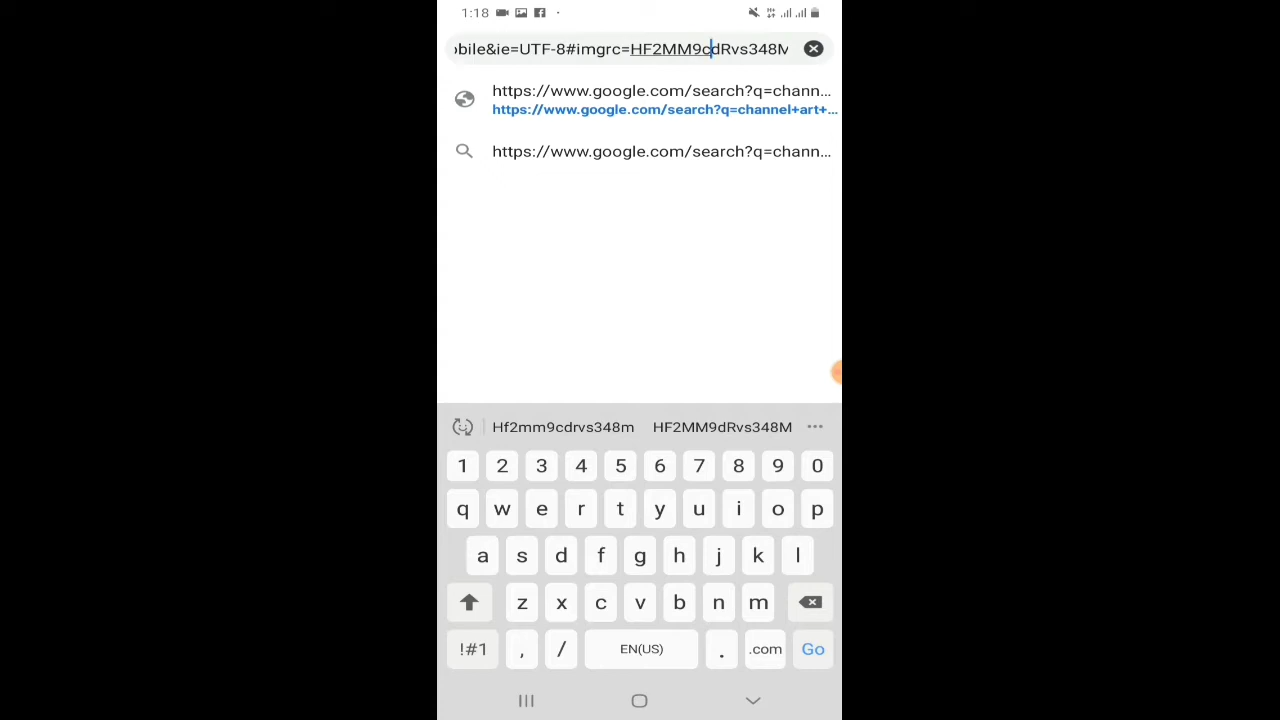 1:18
obile&ie=UTF-8#imgrc=HF2MM9cdRvs348M
https://www.google.com/search?q=chann...
https://www.google.com/search?q=channel+art+...
https://www.google.com/search?q=chann...
Hf2mm9cdrvs348m HF2MM9dRvs348M ...
1 2 3 4 5 6 7 8 9 0
q w e r t y u i o p
a s d f g h j k l
z x c v b n m
!#1 , / EN(US) . .com Go